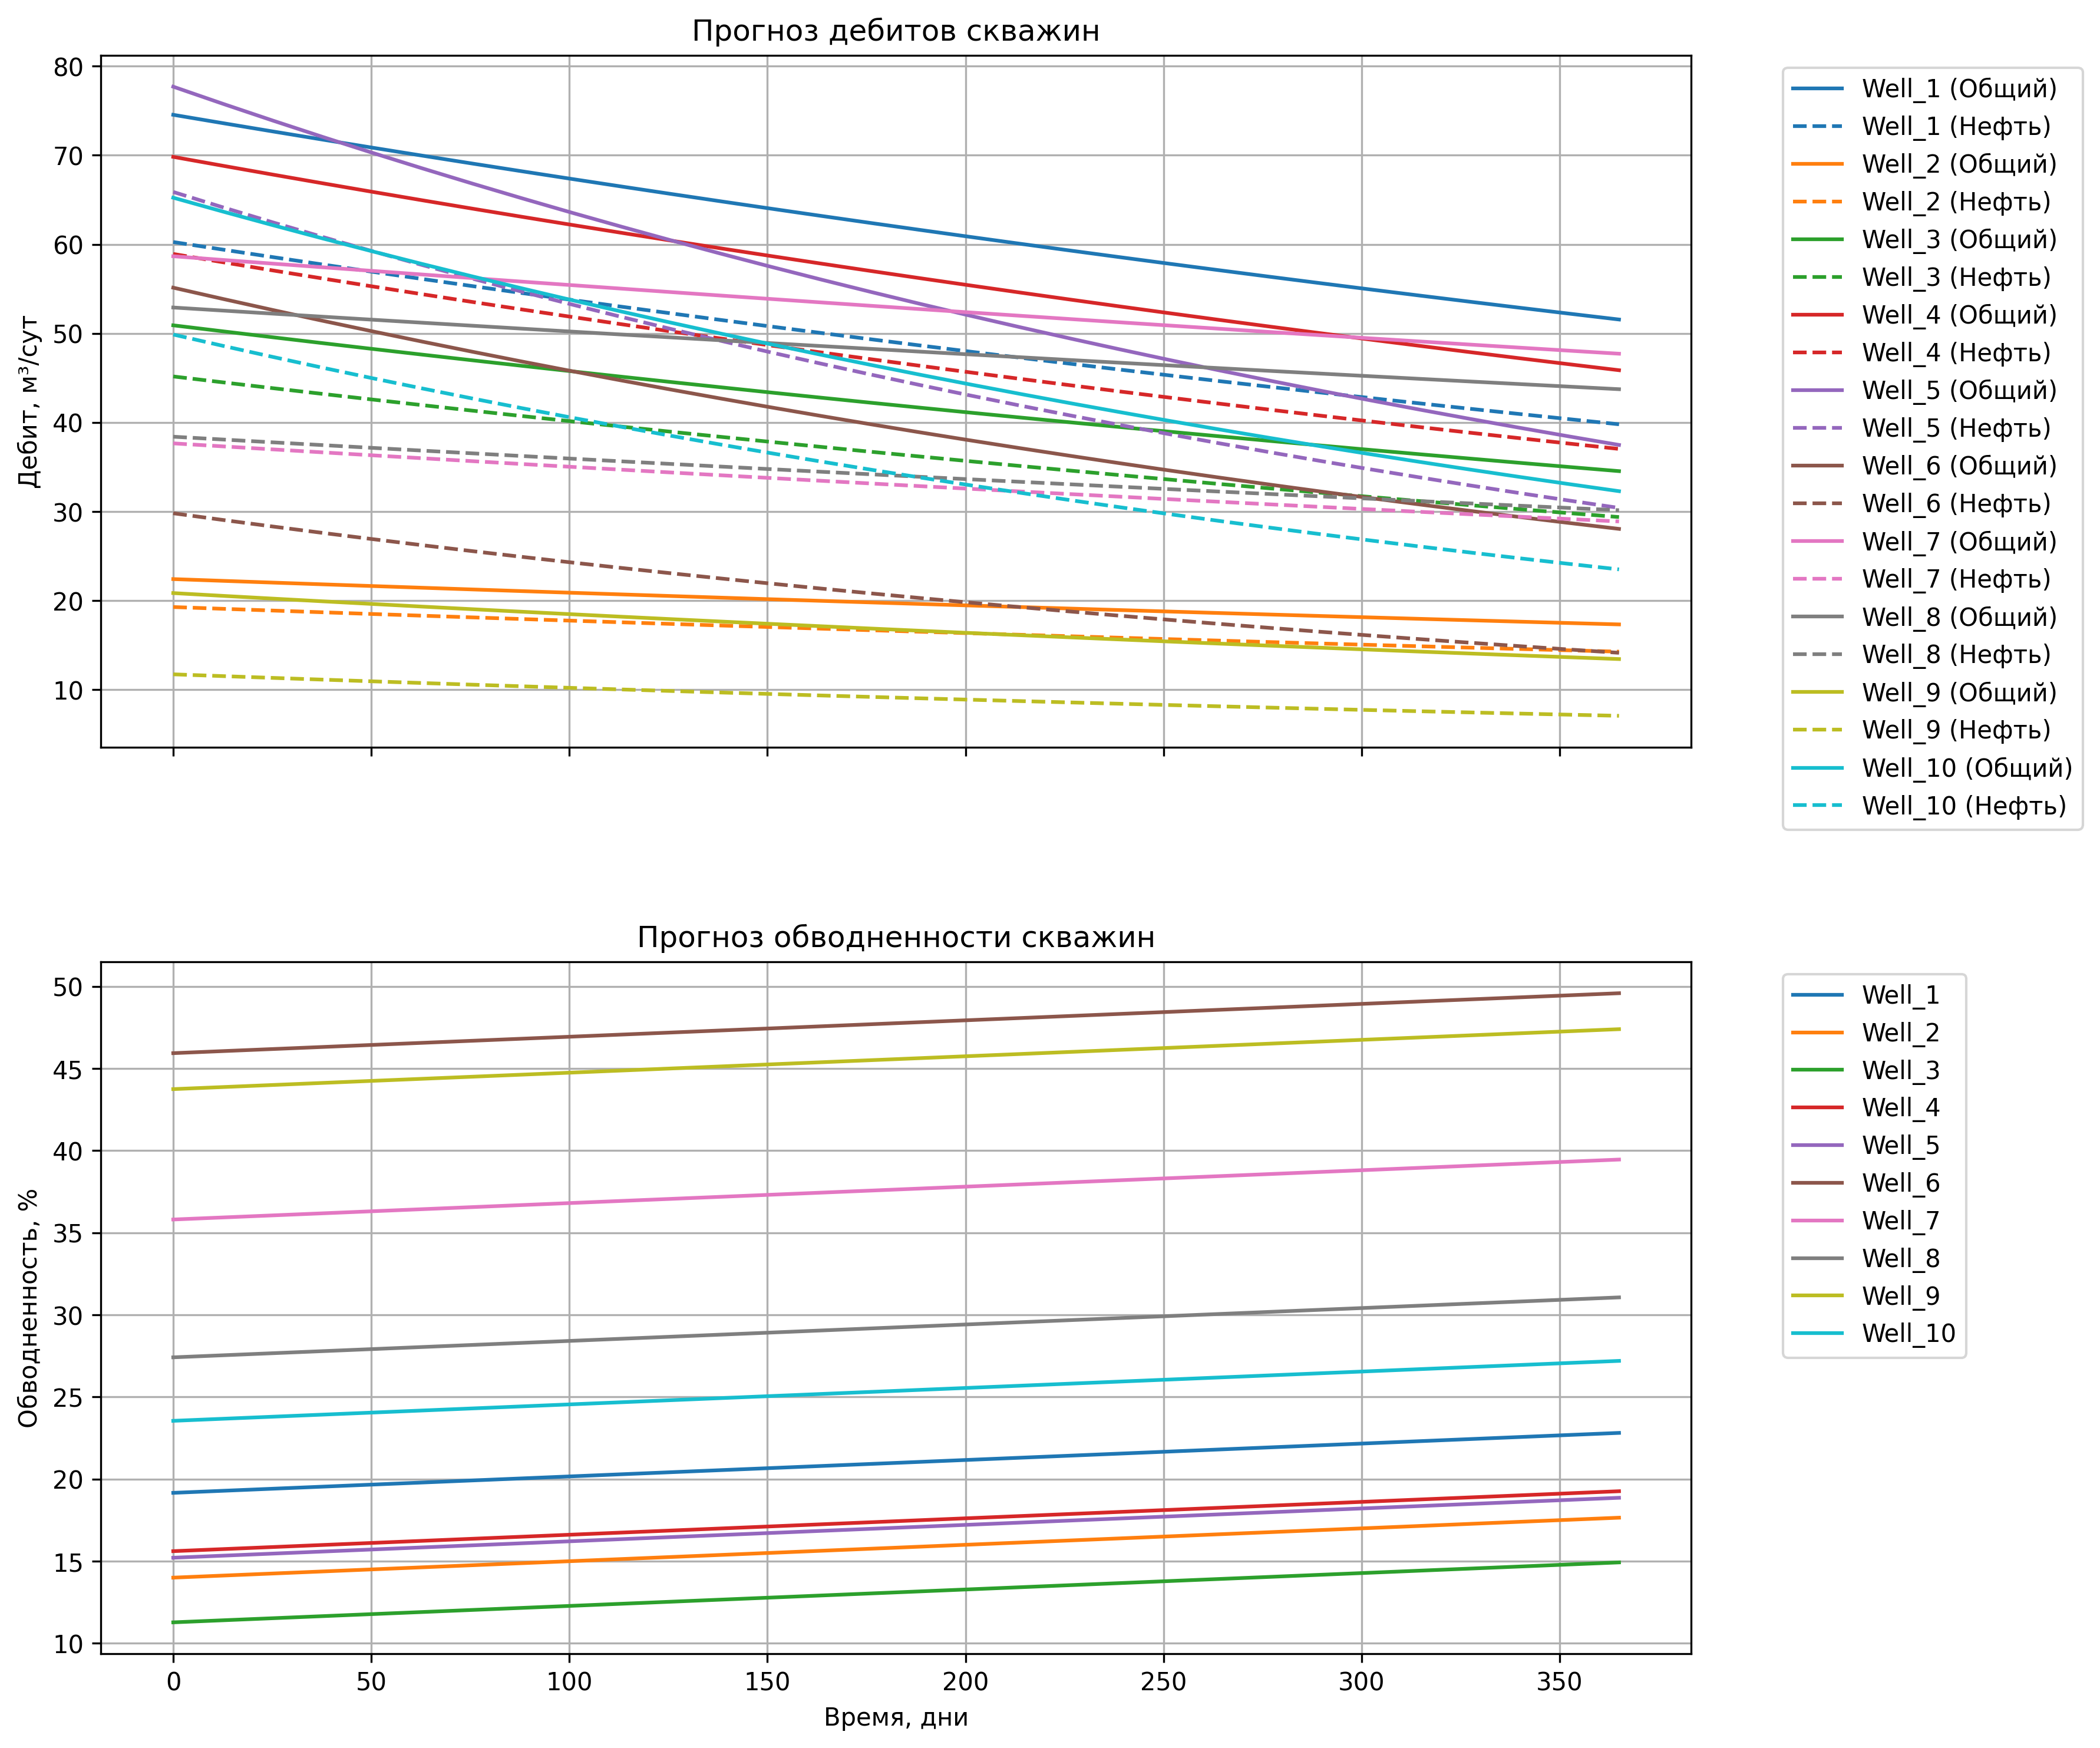 Прогноз дебитов скважин
Дебит, м³/сут
80
70
60
50
40
30
20
10
Well_1 (Общий)
Well_1 (Нефть)
Well_2 (Общий)
Well_2 (Нефть)
Well_3 (Общий)
Well_3 (Нефть)
Well_4 (Общий)
Well_4 (Нефть)
Well_5 (Общий)
Well_5 (Нефть)
Well_6 (Общий)
Well_6 (Нефть)
Well_7 (Общий)
Well_7 (Нефть)
Well_8 (Общий)
Well_8 (Нефть)
Well_9 (Общий)
Well_9 (Нефть)
Well_10 (Общий)
Well_10 (Нефть)
Прогноз обводненности скважин
Обводненность, %
50
45
40
35
30
25
20
15
10
0 50 100 150 200 250 300 350
Время, дни
Well_1
Well_2
Well_3
Well_4
Well_5
Well_6
Well_7
Well_8
Well_9
Well_10